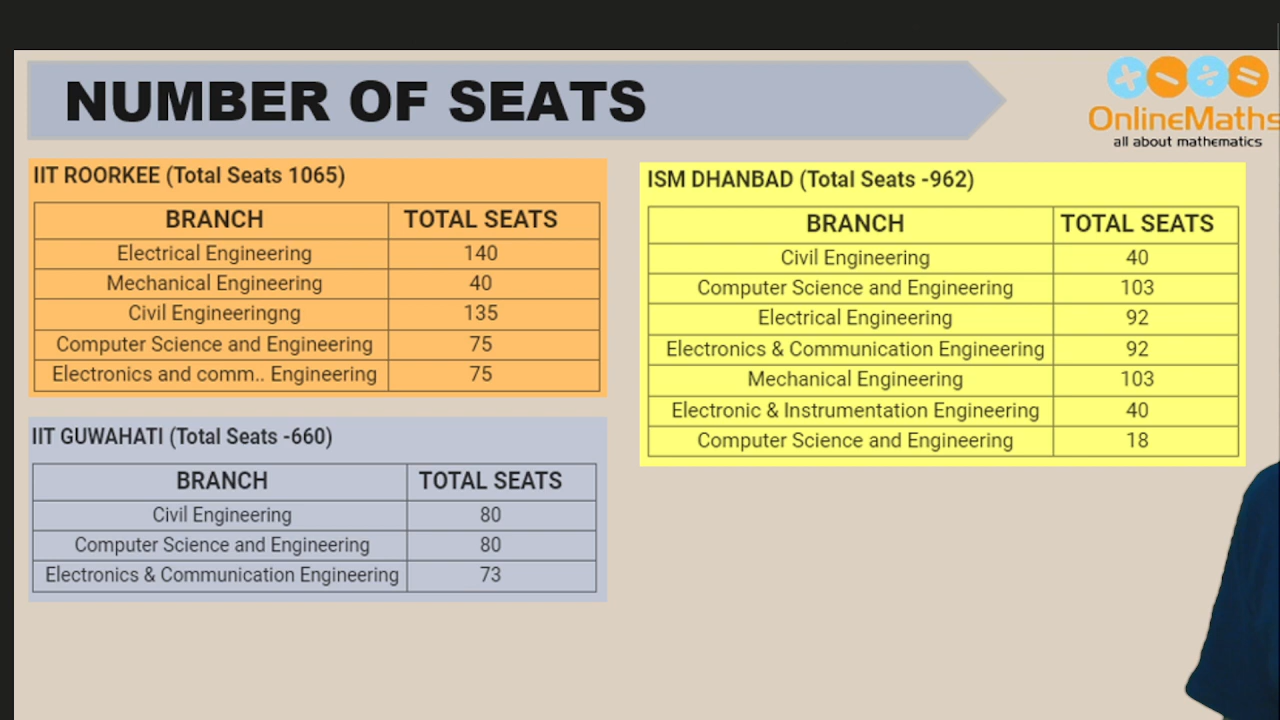 NUMBER OF SEATS
OnlineMaths
all about mathematics
IIT ROORKEE (Total Seats 1065)
BRANCH TOTAL SEATS
Electrical Engineering 140
Mechanical Engineering 40
Civil Engineeringng 135
Computer Science and Engineering 75
Electronics and comm.. Engineering 75
IIT GUWAHATI (Total Seats -660)
BRANCH TOTAL SEATS
Civil Engineering 80
Computer Science and Engineering 80
Electronics & Communication Engineering 73
ISM DHANBAD (Total Seats -962)
BRANCH TOTAL SEATS
Civil Engineering 40
Computer Science and Engineering 103
Electrical Engineering 92
Electronics & Communication Engineering 92
Mechanical Engineering 103
Electronic & Instrumentation Engineering 40
Computer Science and Engineering 18